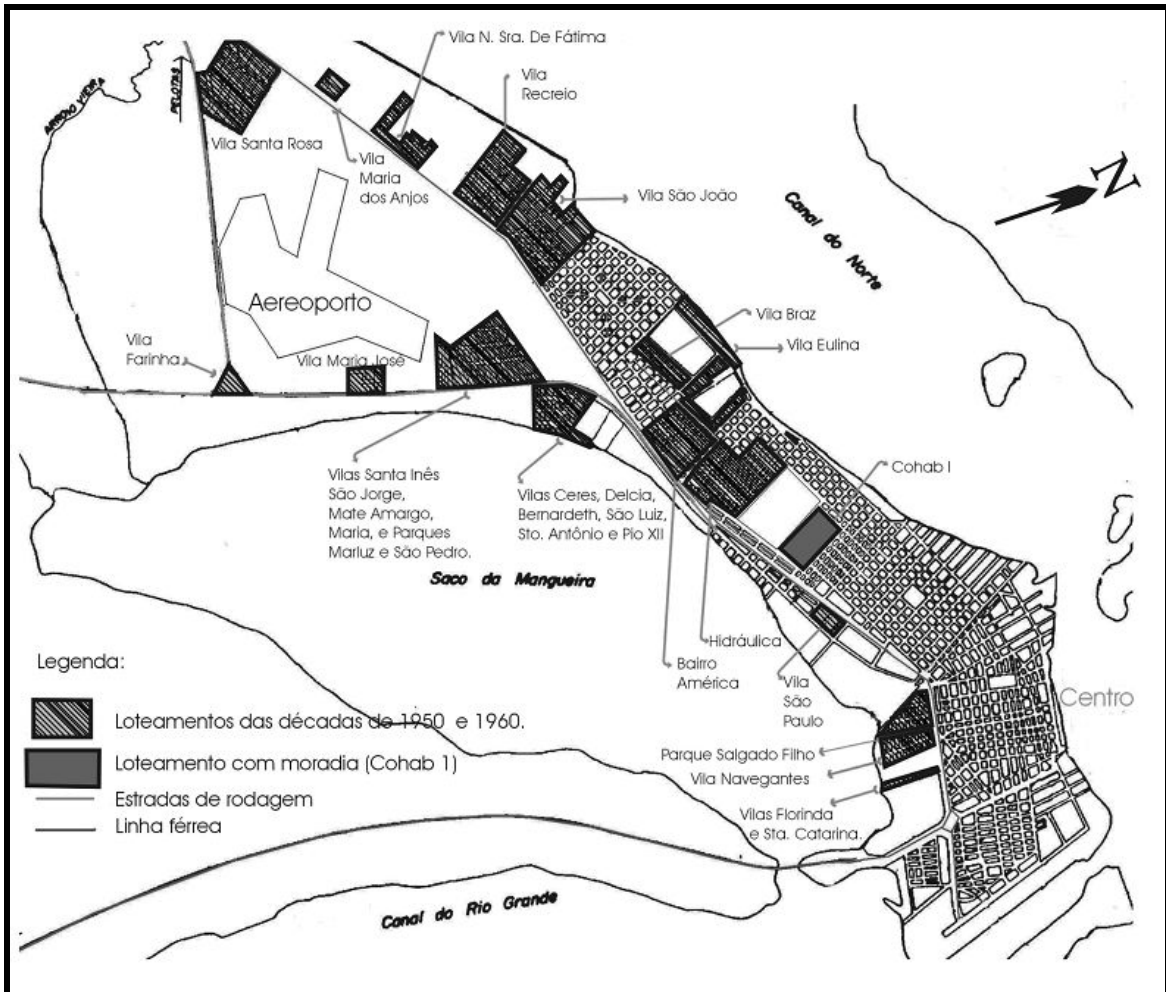 Vila N. Sra. De Fátima
Vila
Recreio
ARROIO VIEIRA
PELOTAS
Vila Santa Rosa
Vila
Maria
dos Anjos
Vila São João
N
Canal do Norte
Aereoporto
Vila Braz
Vila Eulina
Vila
Farinha
Vila Maria José
Cohab I
Vilas Santa Inês
São Jorge,
Mate Amargo,
Maria, e Parques
Marluz e São Pedro.
Vilas Ceres, Delcia,
Bernardeth, São Luiz,
Sto. Antônio e Pio XII
Saco da Mangueira
Hidráulica
Bairro
América
Vila
São
Paulo
Centro
Parque Salgado Filho
Vila Navegantes
Vilas Florinda
e Sta. Catarina.
Legenda:
Loteamentos das décadas de 1950 e 1960.
Loteamento com moradia (Cohab 1)
Estradas de rodagem
Linha férrea
Canal do Rio Grande